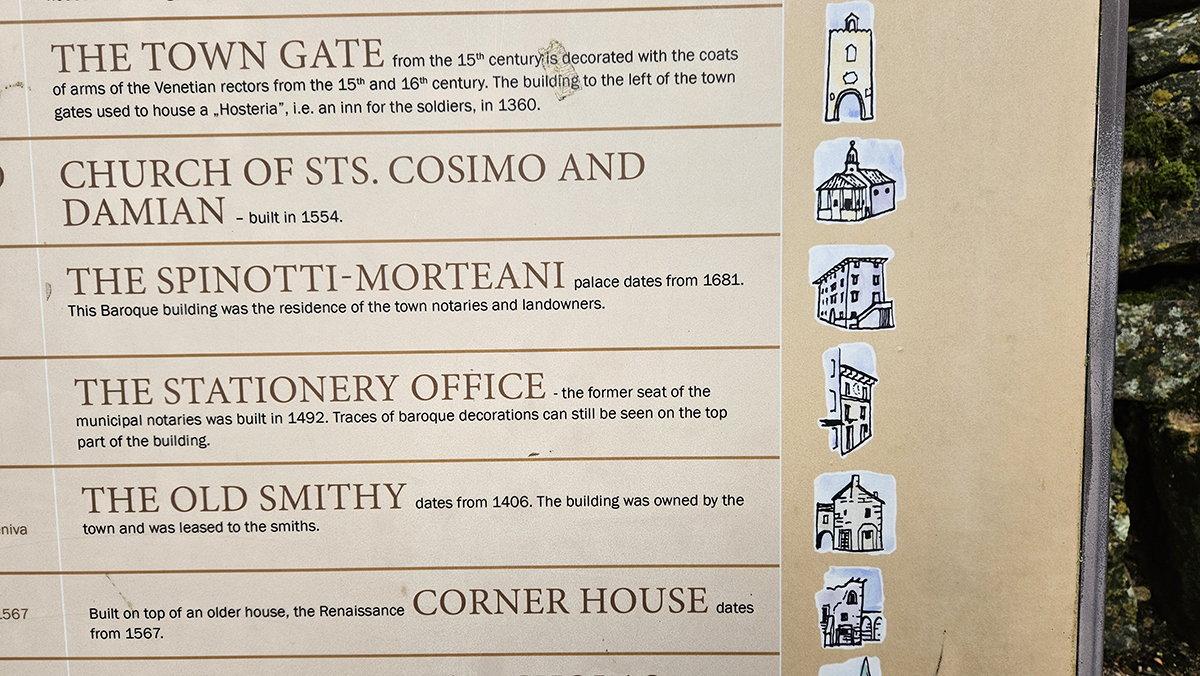 THE TOWN GATE from the 15th century is decorated with the coats
of arms of the Venetian rectors from the 15th and 16th century. The building to the left of the town
gates used to house a „Hosteria”, i.e. an inn for the soldiers, in 1360.
CHURCH OF STS. COSIMO AND
DAMIAN – built in 1554.
THE SPINOTTI-MORTEANI palace dates from 1681.
This Baroque building was the residence of the town notaries and landowners.
THE STATIONERY OFFICE - the former seat of the
municipal notaries was built in 1492. Traces of baroque decorations can still be seen on the top
part of the building.
THE OLD SMITHY dates from 1406. The building was owned by the
town and was leased to the smiths.
Built on top of an older house, the Renaissance CORNER HOUSE dates
from 1567.